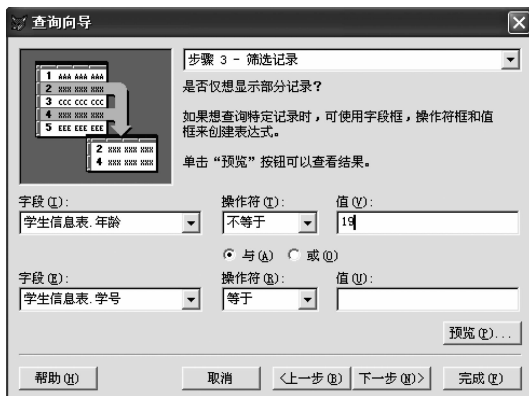 查询向导
步骤 3 - 筛选记录
1 AAA AAA AAA
2 XXX XXX XXX
3 CCC CCC CCC
4 XXX XXX XXX
5 EEE EEE EEE
2 XXX XXX XXX
4 XXX XXX XXX
是否仅想显示部分记录？
如果想查询特定记录时，可使用字段框，操作符框和值
框来创建表达式。
单击“预览”按钮可以查看结果。
字段(I): 操作符(T): 值(V):
学生信息表.年龄 不等于 19
与(A) 或(O)
字段(E): 操作符(R): 值(U):
学生信息表.学号 等于
预览(P)...
帮助(H) 取消 <上一步(B) 下一步(N)> 完成(F)